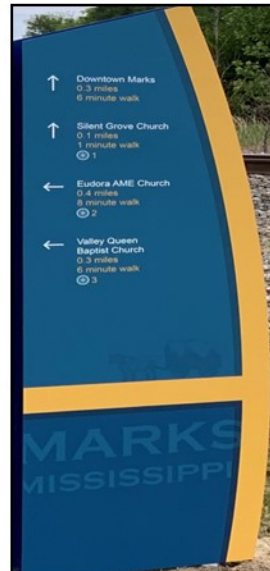 ↑ Downtown Marks
0.3 miles
6 minute walk
↑ Silent Grove Church
0.1 miles
1 minute walk
1
← Eudora AME Church
0.4 miles
8 minute walk
2
← Valley Queen
Baptist Church
0.3 miles
6 minute walk
3
MARKS
MISSISSIPPI